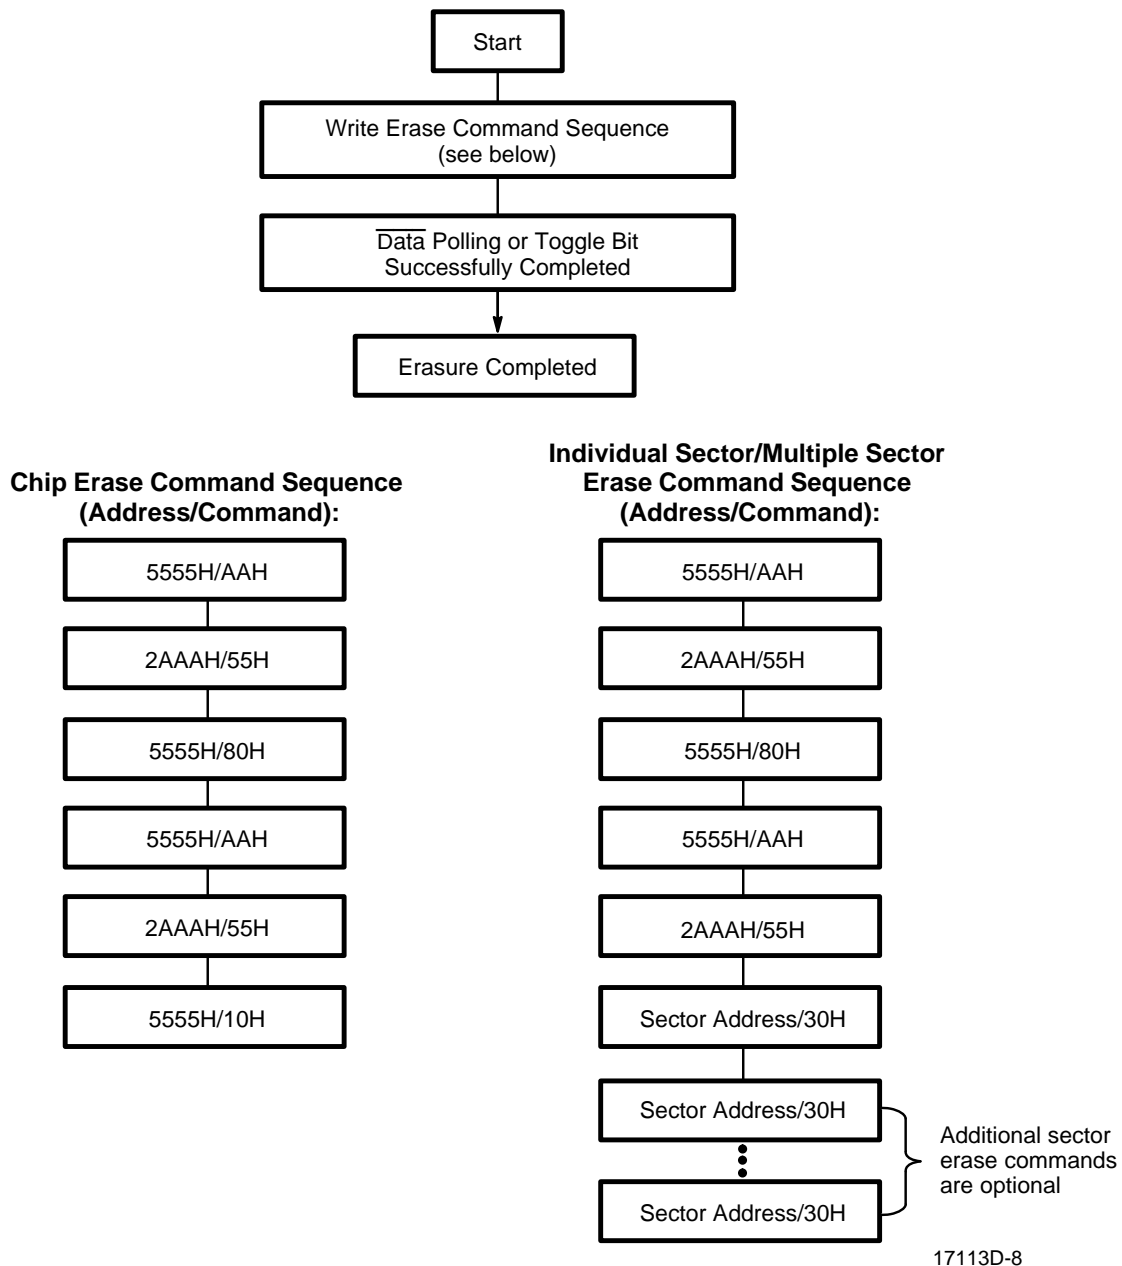 Start
Write Erase Command Sequence
(see below)
Data Polling or Toggle Bit
Successfully Completed
Erasure Completed
Chip Erase Command Sequence
(Address/Command):
5555H/AAH
2AAAH/55H
5555H/80H
5555H/AAH
2AAAH/55H
5555H/10H
Individual Sector/Multiple Sector
Erase Command Sequence
(Address/Command):
5555H/AAH
2AAAH/55H
5555H/80H
5555H/AAH
2AAAH/55H
Sector Address/30H
Sector Address/30H
Sector Address/30H
Additional sector
erase commands
are optional
17113D-8